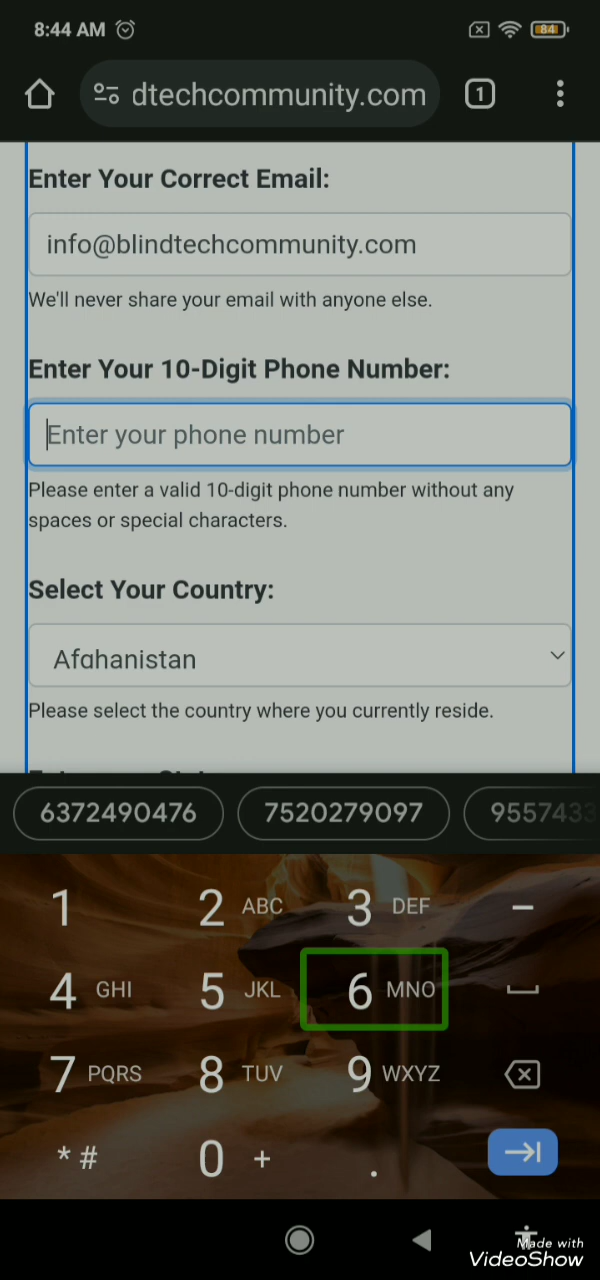 8:44 AM
84
dtechcommunity.com
1
Enter Your Correct Email:
info@blindtechcommunity.com
We'll never share your email with anyone else.
Enter Your 10-Digit Phone Number:
Enter your phone number
Please enter a valid 10-digit phone number without any
spaces or special characters.
Select Your Country:
Afghanistan
Please select the country where you currently reside.
6372490476 7520279097 9557433
1 2 ABC 3 DEF –
4 GHI 5 JKL 6 MNO
7 PQRS 8 TUV 9 WXYZ
* # 0 + .
Made with
VideoShow